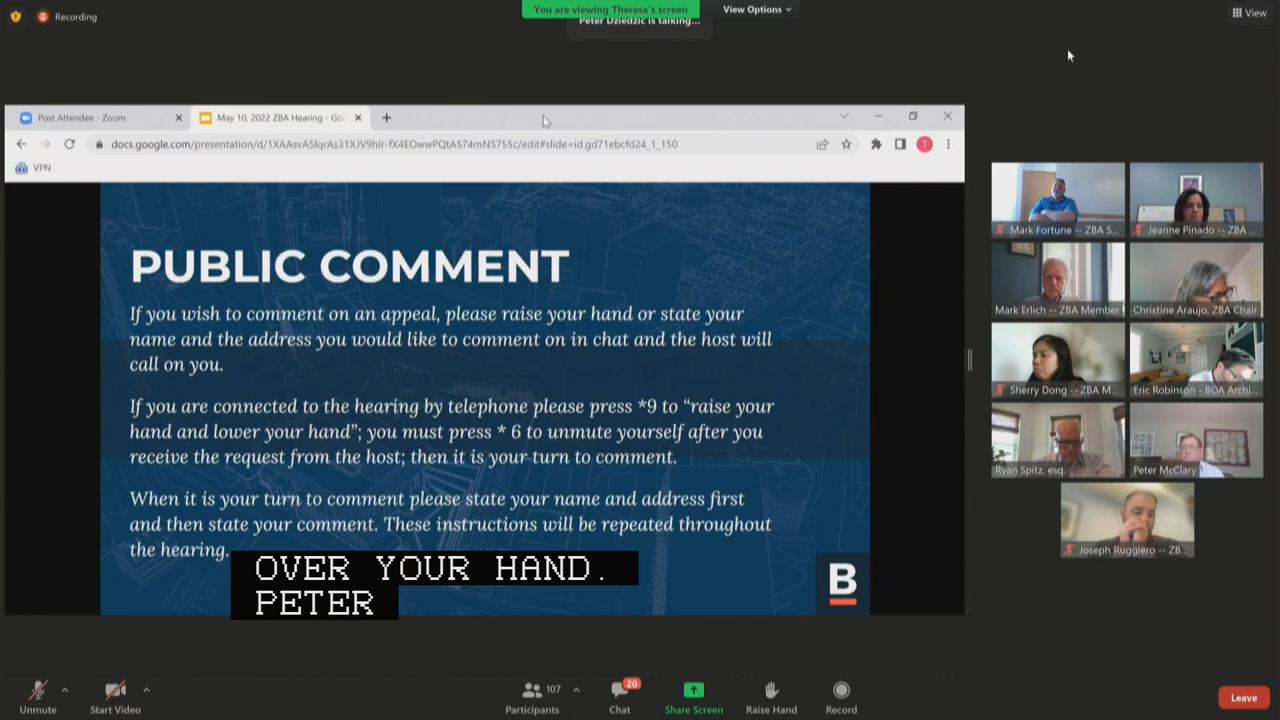 Recording
You are viewing Theresa's screen
View Options
Peter Dziedzic is talking...
View
Post Attendee - Zoom
May 10, 2022 ZBA Hearing - Goo
docs.google.com/presentation/d/1XAAsvA5lqrAs31XJV9hIr-fX4EOwwPQtA574mN5755c/edit#slide=id.gd71ebcfd24_1_150
T
VPN
PUBLIC COMMENT
If you wish to comment on an appeal, please raise your hand or state your
name and the address you would like to comment on in chat and the host will
call on you.
If you are connected to the hearing by telephone please press *9 to “raise your
hand and lower your hand”; you must press * 6 to unmute yourself after you
receive the request from the host; then it is your turn to comment.
When it is your turn to comment please state your name and address first
and then state your comment. These instructions will be repeated throughout
the hearing.
OVER YOUR HAND.
PETER
B
Mark Fortune -- ZBA S...
Jeanne Pinado -- ZBA ...
Mark Erlich -- ZBA Member
Christine Araujo, ZBA Chair
Sherry Dong -- ZBA M...
Eric Robinson - BOA Archi...
Ryan Spitz, esq.
Peter McClary
Joseph Ruggiero -- ZB...
Unmute
Start Video
107
Participants
20
Chat
Share Screen
Raise Hand
Record
Leave